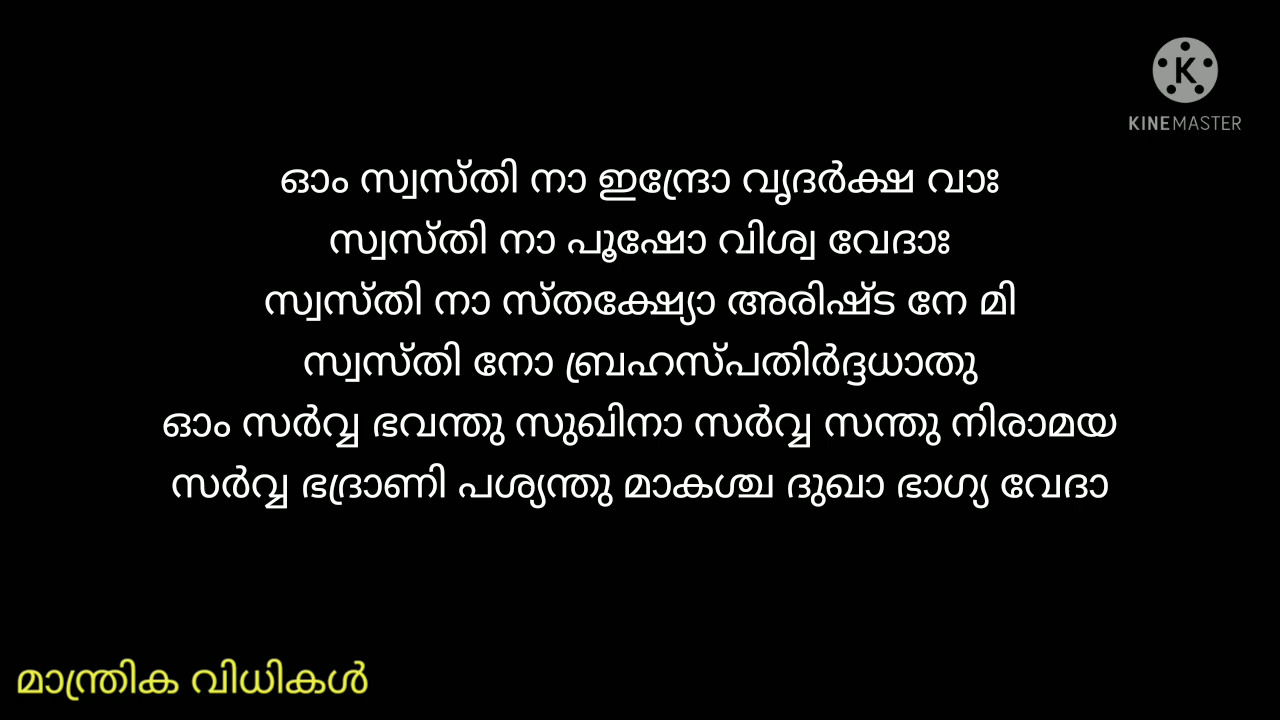 KINEMASTER
ഓം സ്വസ്തി നാ ഇന്ദ്രോ വൃദർക്ഷ വാഃ
സ്വസ്തി നാ പൂഷോ വിശ്വ വേദാഃ
സ്വസ്തി നാ സ്തക്ഷ്യോ അരിഷ്ട നേ മി
സ്വസ്തി നോ ബ്രഹസ്പതിർദ്ദധാതു
ഓം സർവ്വ ഭവന്തു സുഖിനാ സർവ്വ സന്തു നിരാമയ
സർവ്വ ഭദ്രാണി പശ്യന്തു മാകശ്ച ദുഖാ ഭാഗ്യ വേദാ
മാന്ത്രിക വിധികൾ